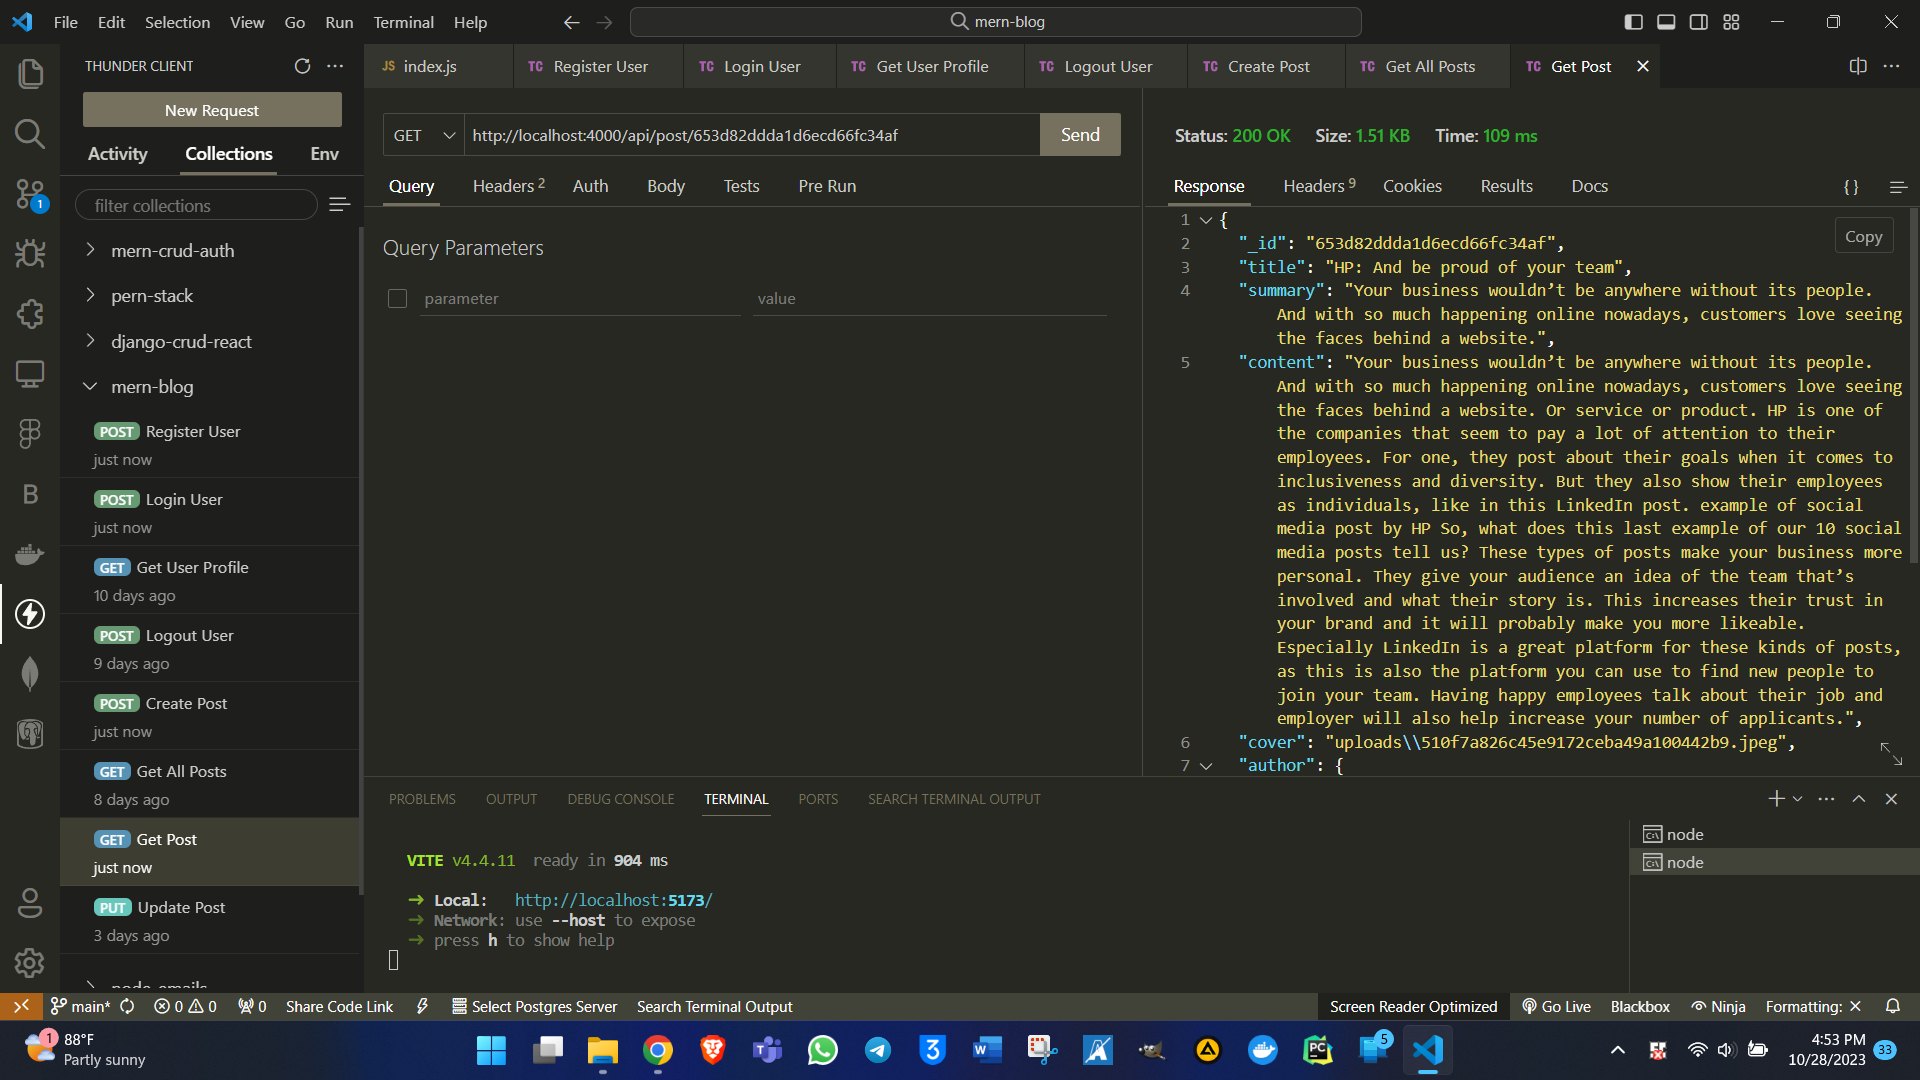 File Edit Selection View Go Run Terminal Help
mern-blog
THUNDER CLIENT
JS index.js
TC Register User
TC Login User
TC Get User Profile
TC Logout User
TC Create Post
TC Get All Posts
TC Get Post
New Request
Activity Collections Env
filter collections
mern-crud-auth
pern-stack
django-crud-react
mern-blog
POST Register User
just now
POST Login User
just now
GET Get User Profile
10 days ago
POST Logout User
9 days ago
POST Create Post
just now
GET Get All Posts
8 days ago
GET Get Post
just now
PUT Update Post
3 days ago
node-emails
1
B
GET http://localhost:4000/api/post/653d82ddda1d6ecd66fc34af Send
Query Headers 2 Auth Body Tests Pre Run
Query Parameters
parameter value
Status: 200 OK Size: 1.51 KB Time: 109 ms
Response Headers 9 Cookies Results Docs { }
Copy
1 {
2 "_id": "653d82ddda1d6ecd66fc34af",
3 "title": "HP: And be proud of your team",
4 "summary": "Your business wouldn’t be anywhere without its people.
And with so much happening online nowadays, customers love seeing
the faces behind a website.",
5 "content": "Your business wouldn’t be anywhere without its people.
And with so much happening online nowadays, customers love seeing
the faces behind a website. Or service or product. HP is one of
the companies that seem to pay a lot of attention to their
employees. For one, they post about their goals when it comes to
inclusiveness and diversity. But they also show their employees
as individuals, like in this LinkedIn post. example of social
media post by HP So, what does this last example of our 10 social
media posts tell us? These types of posts make your business more
personal. They give your audience an idea of the team that’s
involved and what their story is. This increases their trust in
your brand and it will probably make you more likeable.
Especially LinkedIn is a great platform for these kinds of posts,
as this is also the platform you can use to find new people to
join your team. Having happy employees talk about their job and
employer will also help increase your number of applicants.",
6 "cover": "uploads\\510f7a826c45e9172ceba49a100442b9.jpeg",
7 "author": {
PROBLEMS OUTPUT DEBUG CONSOLE TERMINAL PORTS SEARCH TERMINAL OUTPUT
VITE v4.4.11 ready in 904 ms
➜ Local: http://localhost:5173/
➜ Network: use --host to expose
➜ press h to show help
node
node
main* 0 0 0 Share Code Link Select Postgres Server Search Terminal Output
Screen Reader Optimized Go Live Blackbox Ninja Formatting: ✕
1
88°F
Partly sunny
3
W
PC
5
4:53 PM
10/28/2023
33